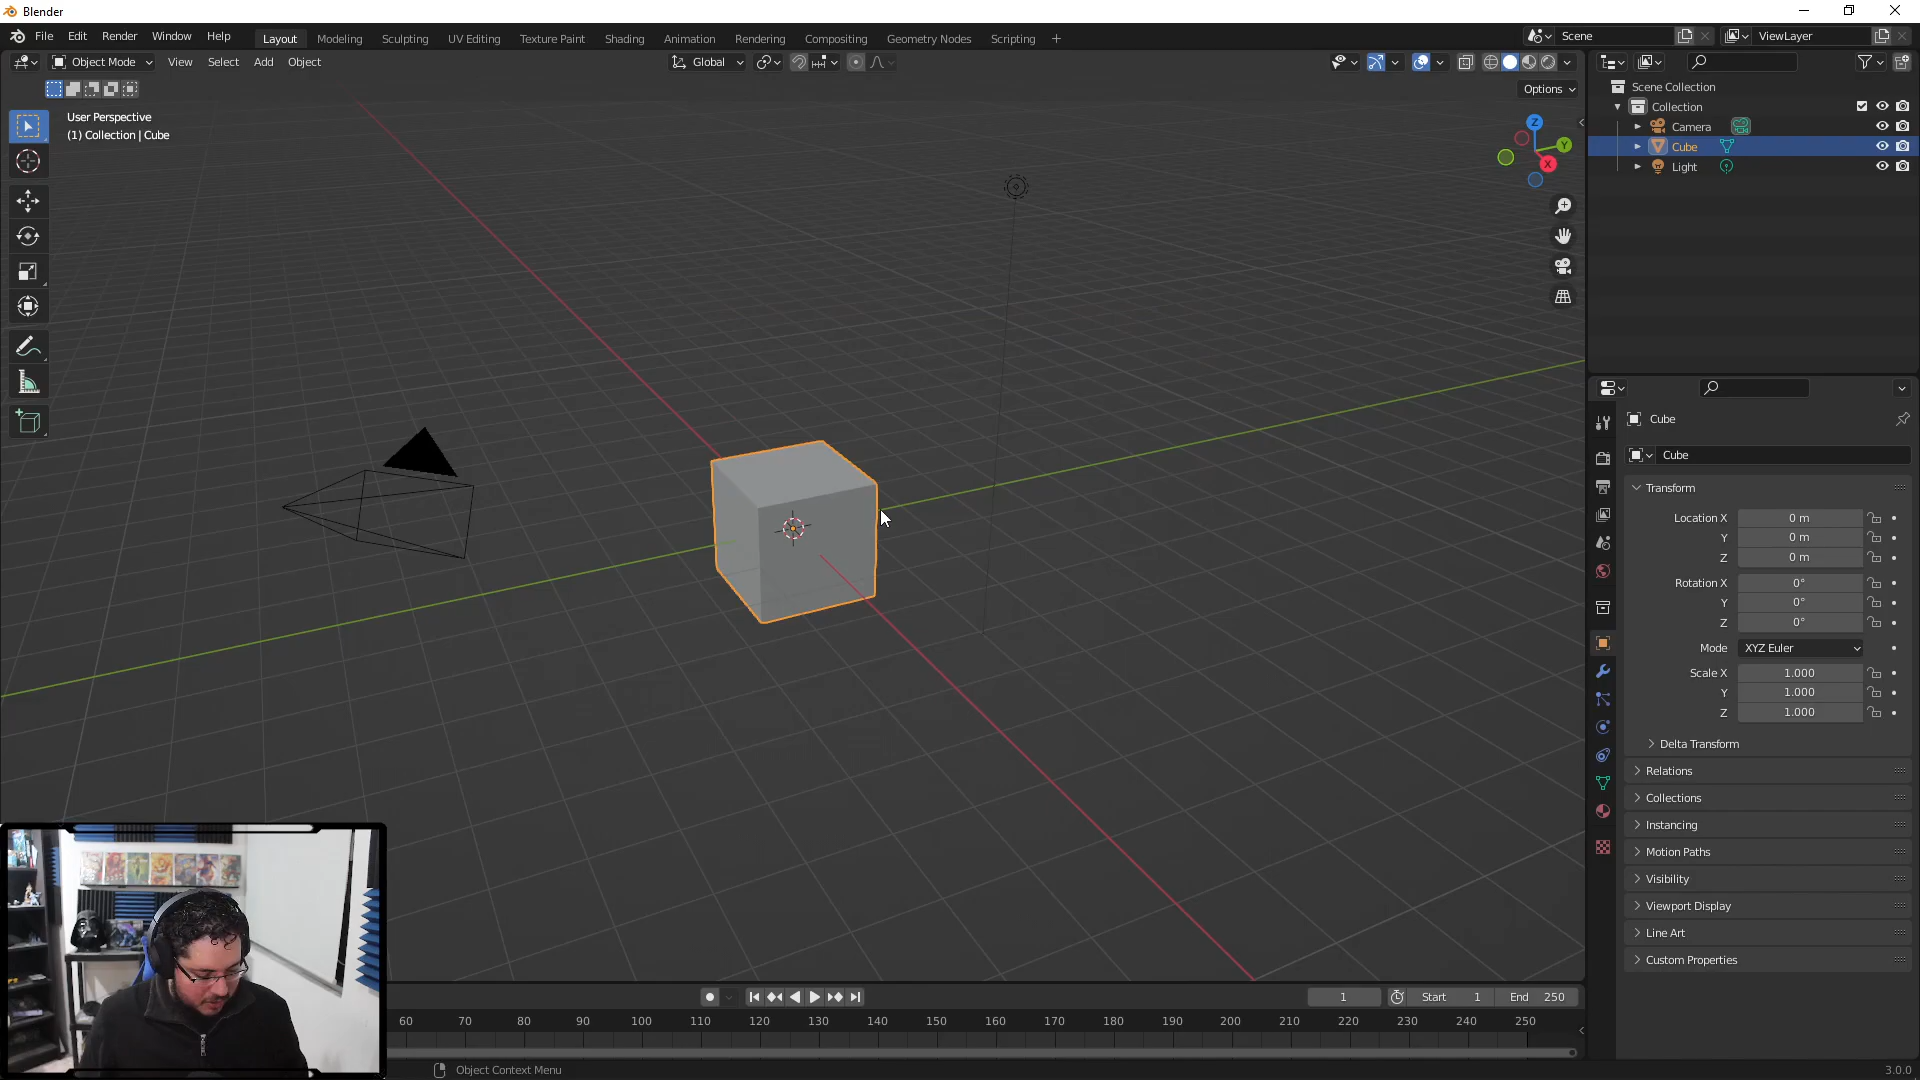 Blender
File Edit Render Window Help
Layout Modeling Sculpting UV Editing Texture Paint Shading Animation Rendering Compositing Geometry Nodes Scripting +
Scene
ViewLayer
Object Mode View Select Add Object
Global
Options
User Perspective
(1) Collection | Cube
Z
Y
X
Scene Collection
Collection
Camera
Cube
Light
Cube
Cube
Transform
Location X 0 m
Y 0 m
Z 0 m
Rotation X 0°
Y 0°
Z 0°
Mode XYZ Euler
Scale X 1.000
Y 1.000
Z 1.000
Delta Transform
Relations
Collections
Instancing
Motion Paths
Visibility
Viewport Display
Line Art
Custom Properties
1 Start 1 End 250
60 70 80 90 100 110 120 130 140 150 160 170 180 190 200 210 220 230 240 250
Object Context Menu
3.0.0